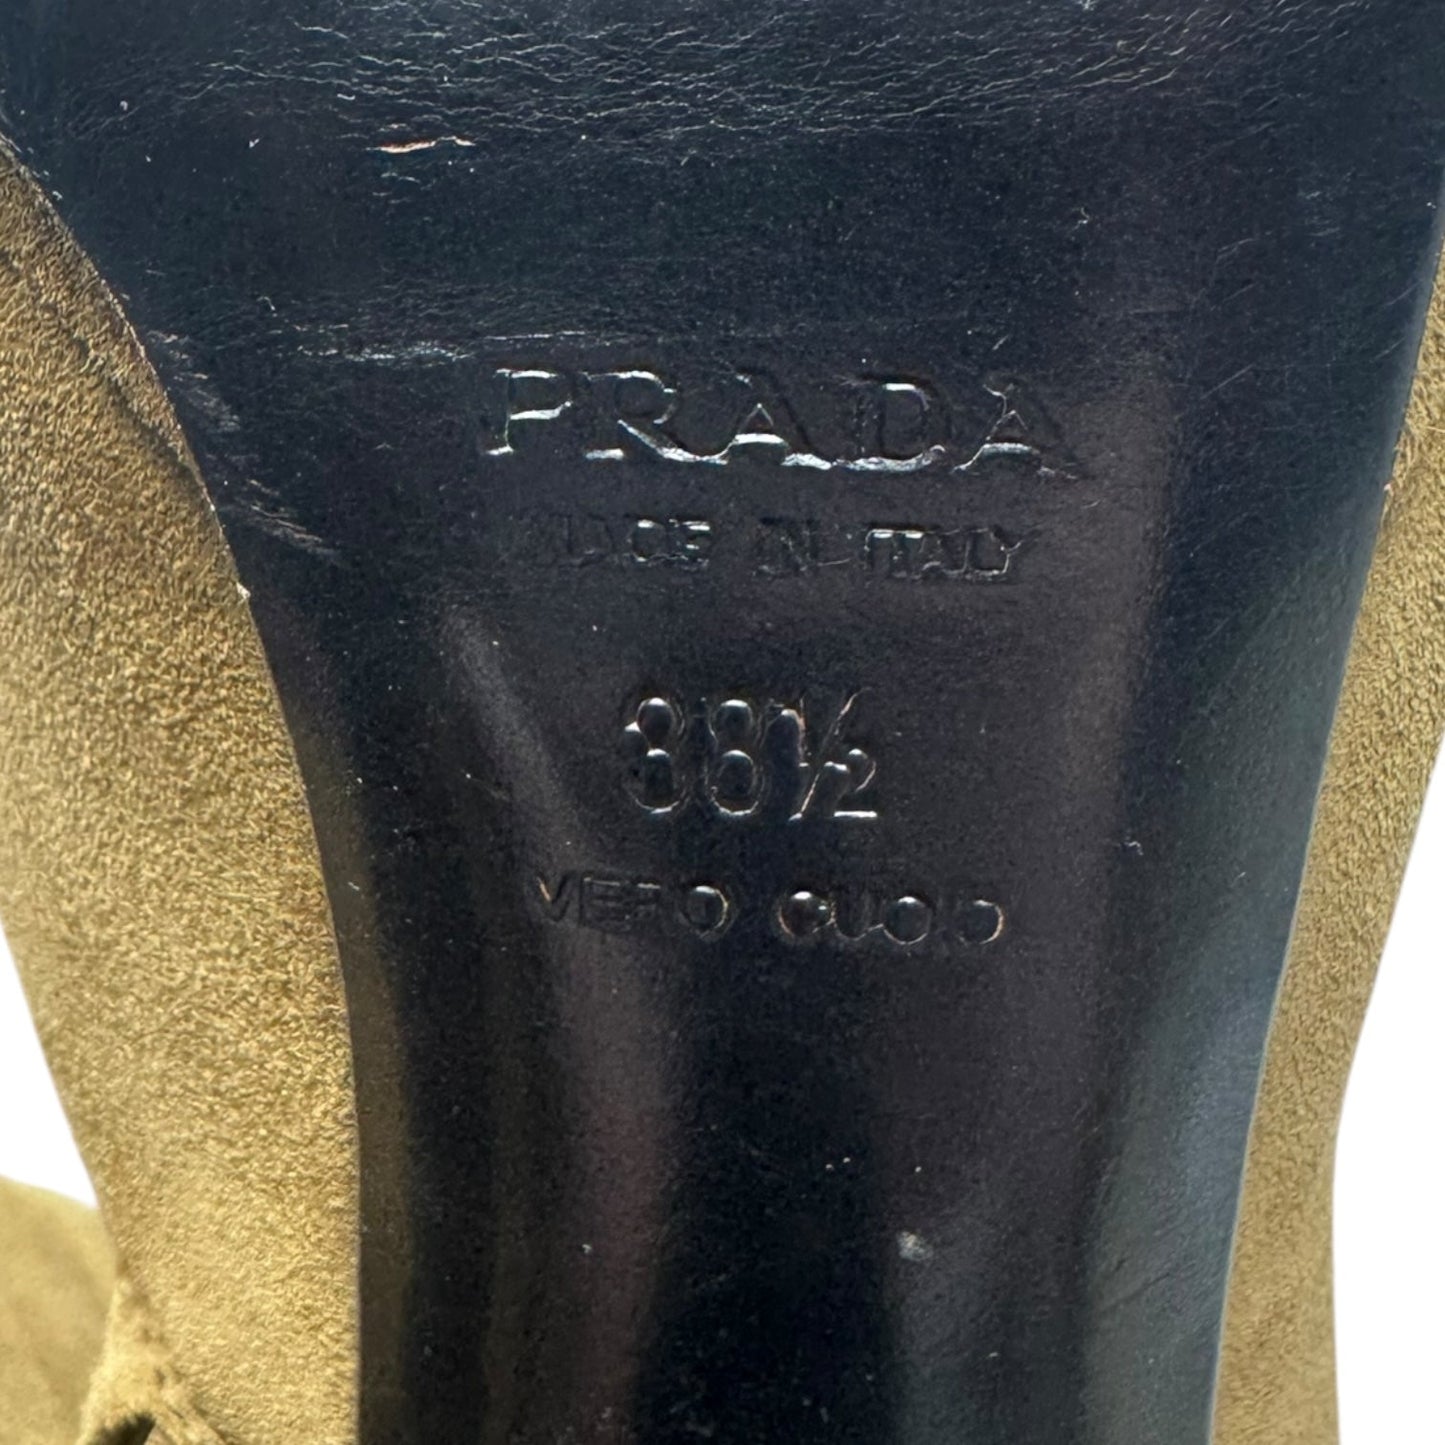 PRADA
MADE IN ITALY
38½
VERO CUOIO